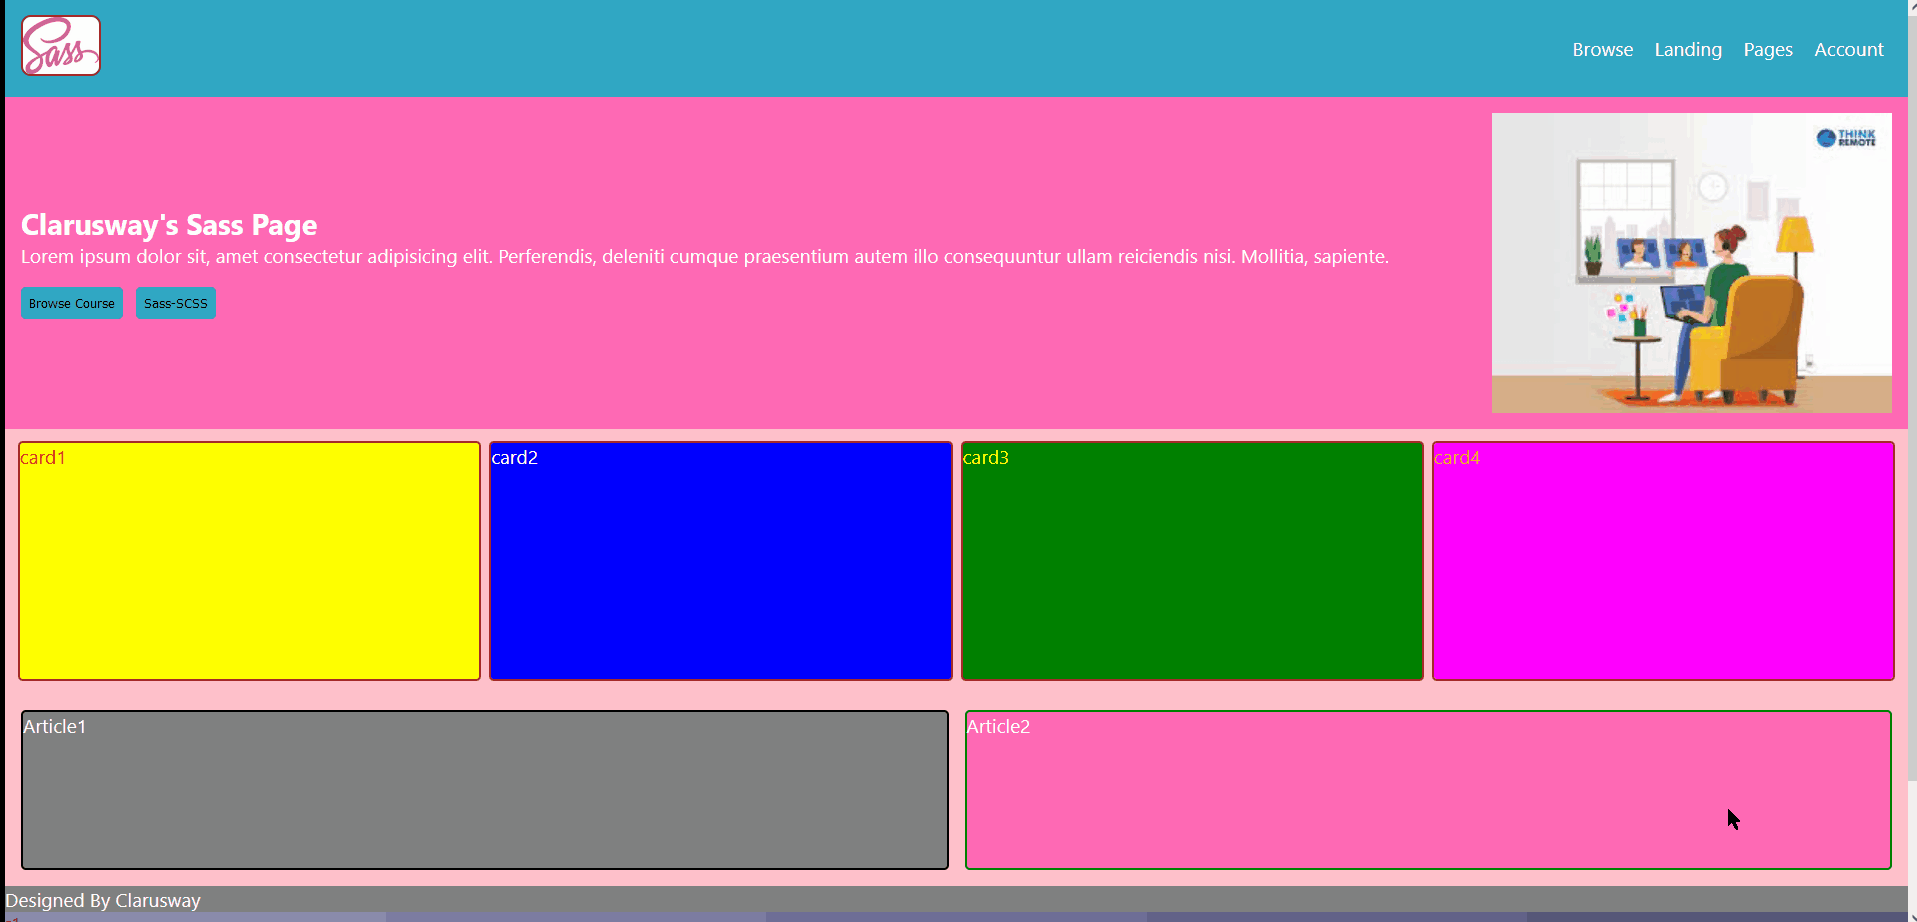 Sass
Browse Landing Pages Account
THINK
REMOTE
Clarusway's Sass Page
Lorem ipsum dolor sit, amet consectetur adipisicing elit. Perferendis, deleniti cumque praesentium autem illo consequuntur ullam reiciendis nisi. Mollitia, sapiente.
Browse Course Sass-SCSS
card1 card2 card3 card4
Article1 Article2
Designed By Clarusway